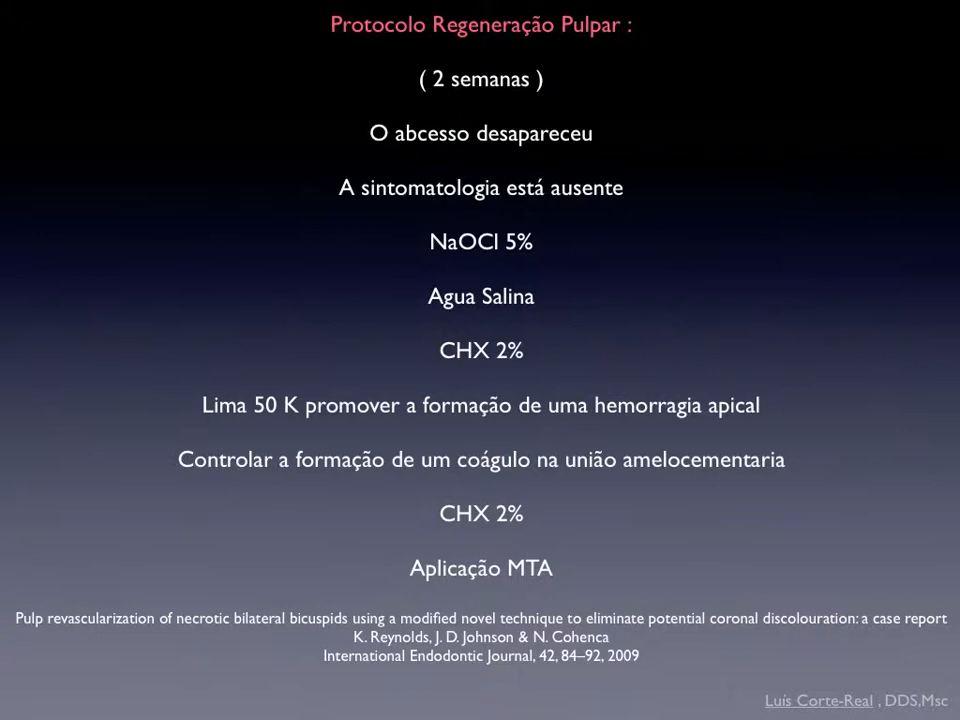 Protocolo Regeneração Pulpar :
( 2 semanas )
O abcesso desapareceu
A sintomatologia está ausente
NaOCl 5%
Agua Salina
CHX 2%
Lima 50 K promover a formação de uma hemorragia apical
Controlar a formação de um coágulo na união amelocementaria
CHX 2%
Aplicação MTA
Pulp revascularization of necrotic bilateral bicuspids using a modified novel technique to eliminate potential coronal discolouration: a case report
K. Reynolds, J. D. Johnson & N. Cohenca
International Endodontic Journal, 42, 84–92, 2009
Luís Corte-Real , DDS,Msc